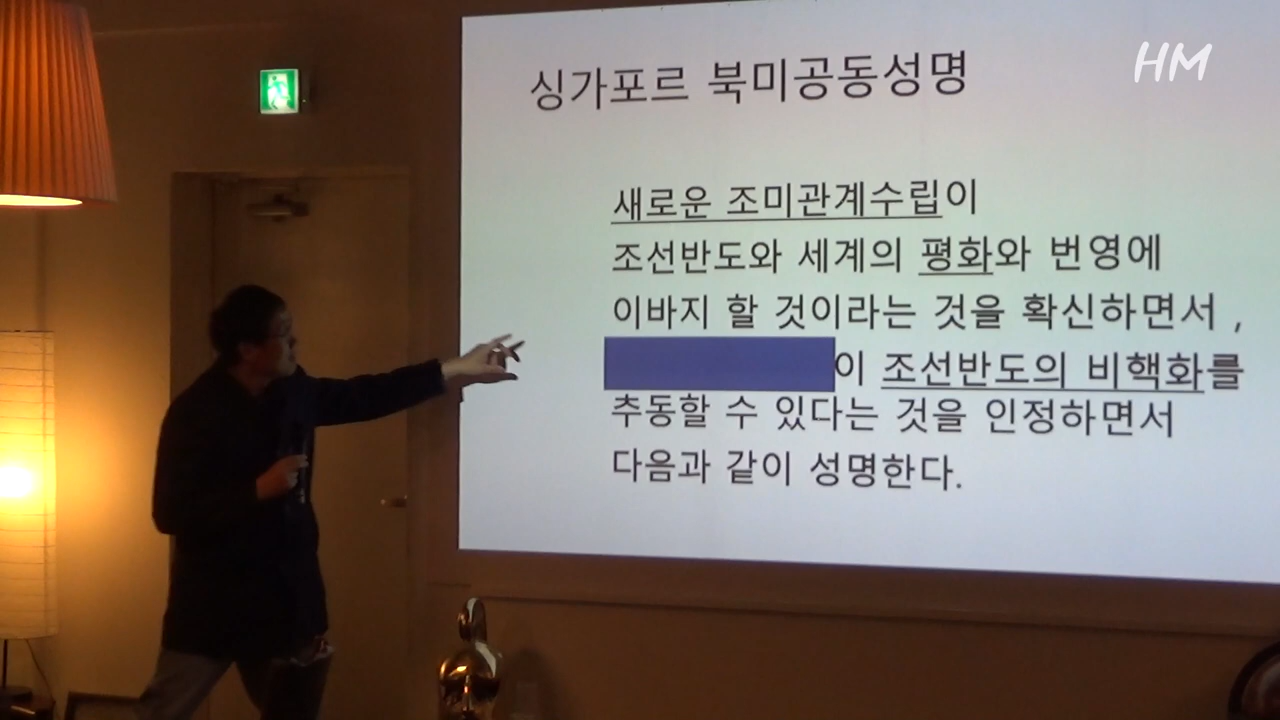 HM
싱가포르 북미공동성명
새로운 조미관계수립이
조선반도와 세계의 평화와 번영에
이바지 할 것이라는 것을 확신하면서 ,
이 조선반도의 비핵화를
추동할 수 있다는 것을 인정하면서
다음과 같이 성명한다.